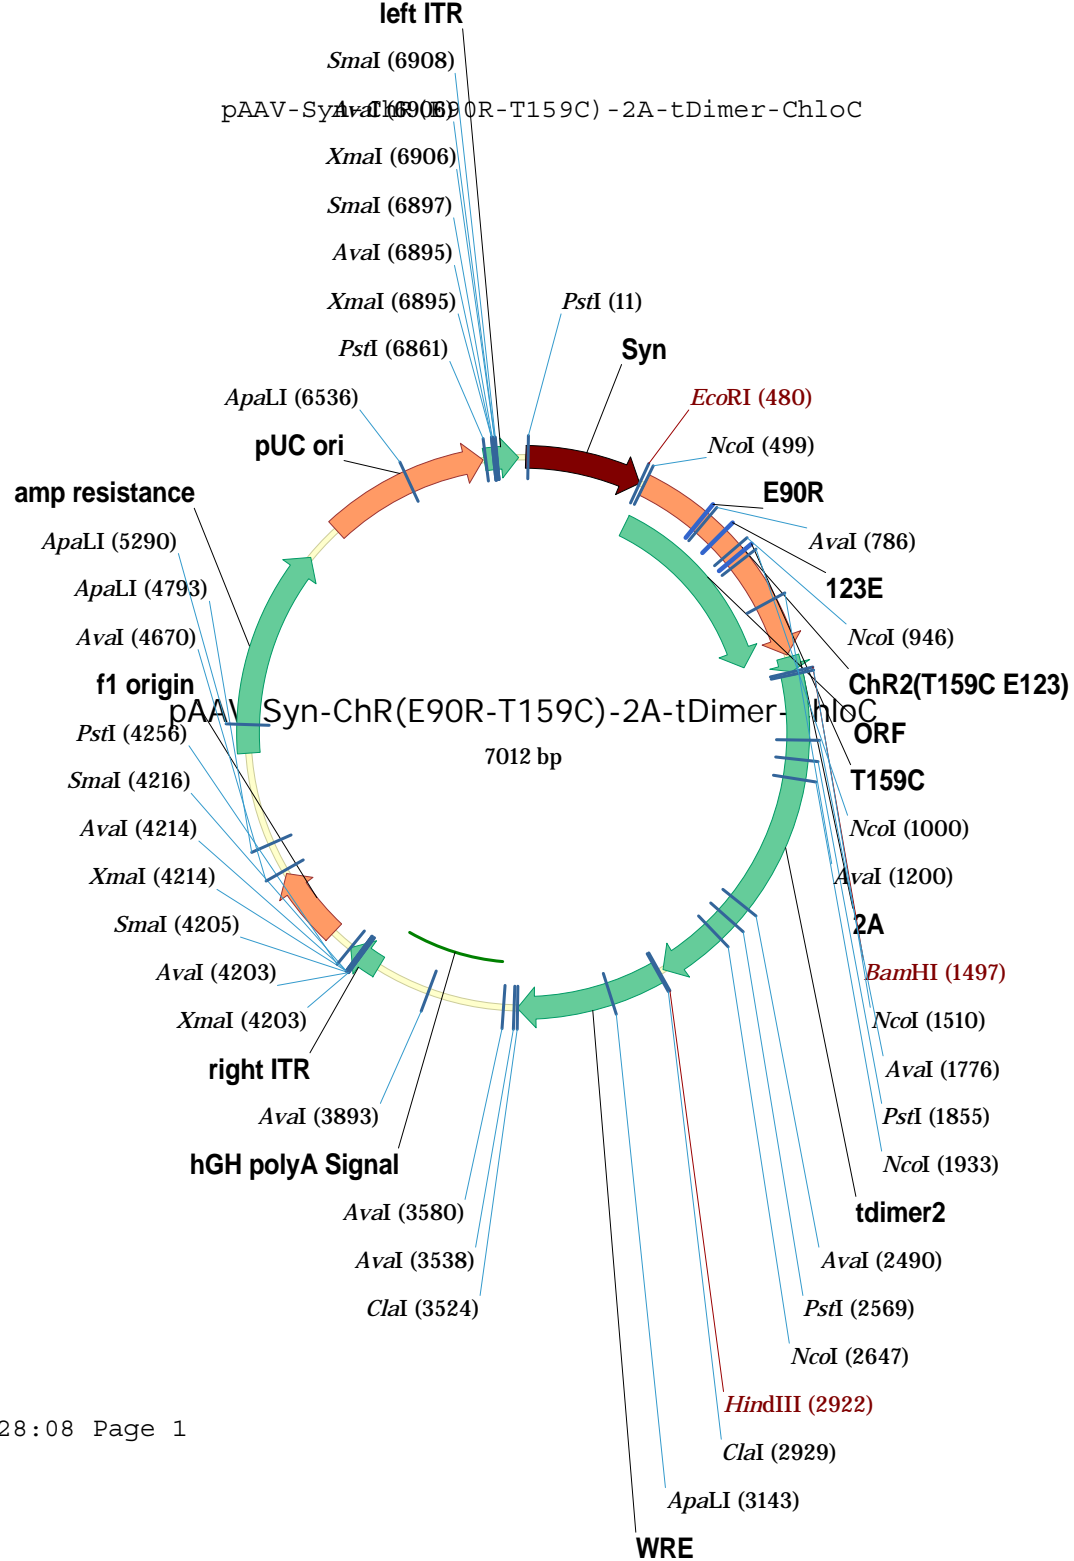 left ITR
SmaI (6908)
pAAV-Syn-ChR(E90R-T159C)-2A-tDimer-ChloC
AvaI (6906)
XmaI (6906)
SmaI (6897)
AvaI (6895)
XmaI (6895)
PstI (11)
PstI (6861)
Syn
ApaLI (6536)
EcoRI (480)
pUC ori
NcoI (499)
amp resistance
E90R
ApaLI (5290)
AvaI (786)
ApaLI (4793)
123E
AvaI (4670)
NcoI (946)
f1 origin
ChR2(T159C E123)
pAAV-Syn-ChR(E90R-T159C)-2A-tDimer-ChloC
PstI (4256)
ORF
7012 bp
SmaI (4216)
T159C
AvaI (4214)
NcoI (1000)
XmaI (4214)
AvaI (1200)
SmaI (4205)
2A
AvaI (4203)
BamHI (1497)
XmaI (4203)
NcoI (1510)
right ITR
AvaI (1776)
AvaI (3893)
PstI (1855)
hGH polyA Signal
NcoI (1933)
AvaI (3580)
tdimer2
AvaI (3538)
AvaI (2490)
ClaI (3524)
PstI (2569)
NcoI (2647)
HindIII (2922)
28:08 Page 1
ClaI (2929)
ApaLI (3143)
WRE